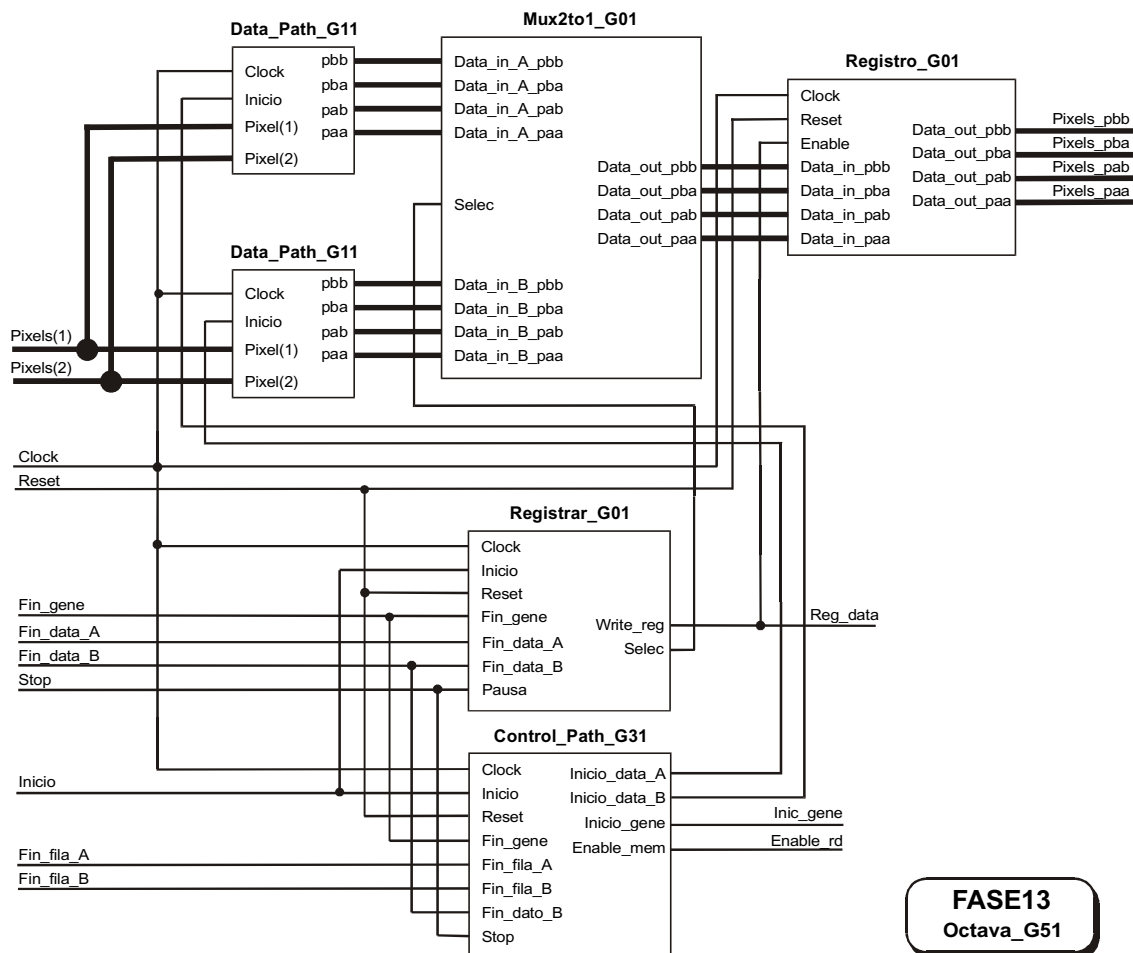 Mux2to1_G01
Data_Path_G11
Clock
Inicio
Pixel(1)
Pixel(2)
pbb
pba
pab
paa
Data_in_A_pbb
Data_in_A_pba
Data_in_A_pab
Data_in_A_paa
Selec
Data_out_pbb
Data_out_pba
Data_out_pab
Data_out_paa
Data_in_B_pbb
Data_in_B_pba
Data_in_B_pab
Data_in_B_paa
Registro_G01
Clock
Reset
Enable
Data_in_pbb
Data_in_pba
Data_in_pab
Data_in_paa
Data_out_pbb
Data_out_pba
Data_out_pab
Data_out_paa
Pixels_pbb
Pixels_pba
Pixels_pab
Pixels_paa
Data_Path_G11
Clock
Inicio
Pixel(1)
Pixel(2)
pbb
pba
pab
paa
Pixels(1)
Pixels(2)
Clock
Reset
Registrar_G01
Clock
Inicio
Reset
Fin_gene
Fin_data_A
Fin_data_B
Pausa
Write_reg
Selec
Reg_data
Fin_gene
Fin_data_A
Fin_data_B
Stop
Control_Path_G31
Clock
Inicio
Reset
Fin_gene
Fin_fila_A
Fin_fila_B
Fin_dato_B
Stop
Inicio_data_A
Inicio_data_B
Inicio_gene
Enable_mem
Inic_gene
Enable_rd
Inicio
Fin_fila_A
Fin_fila_B
FASE13
Octava_G51